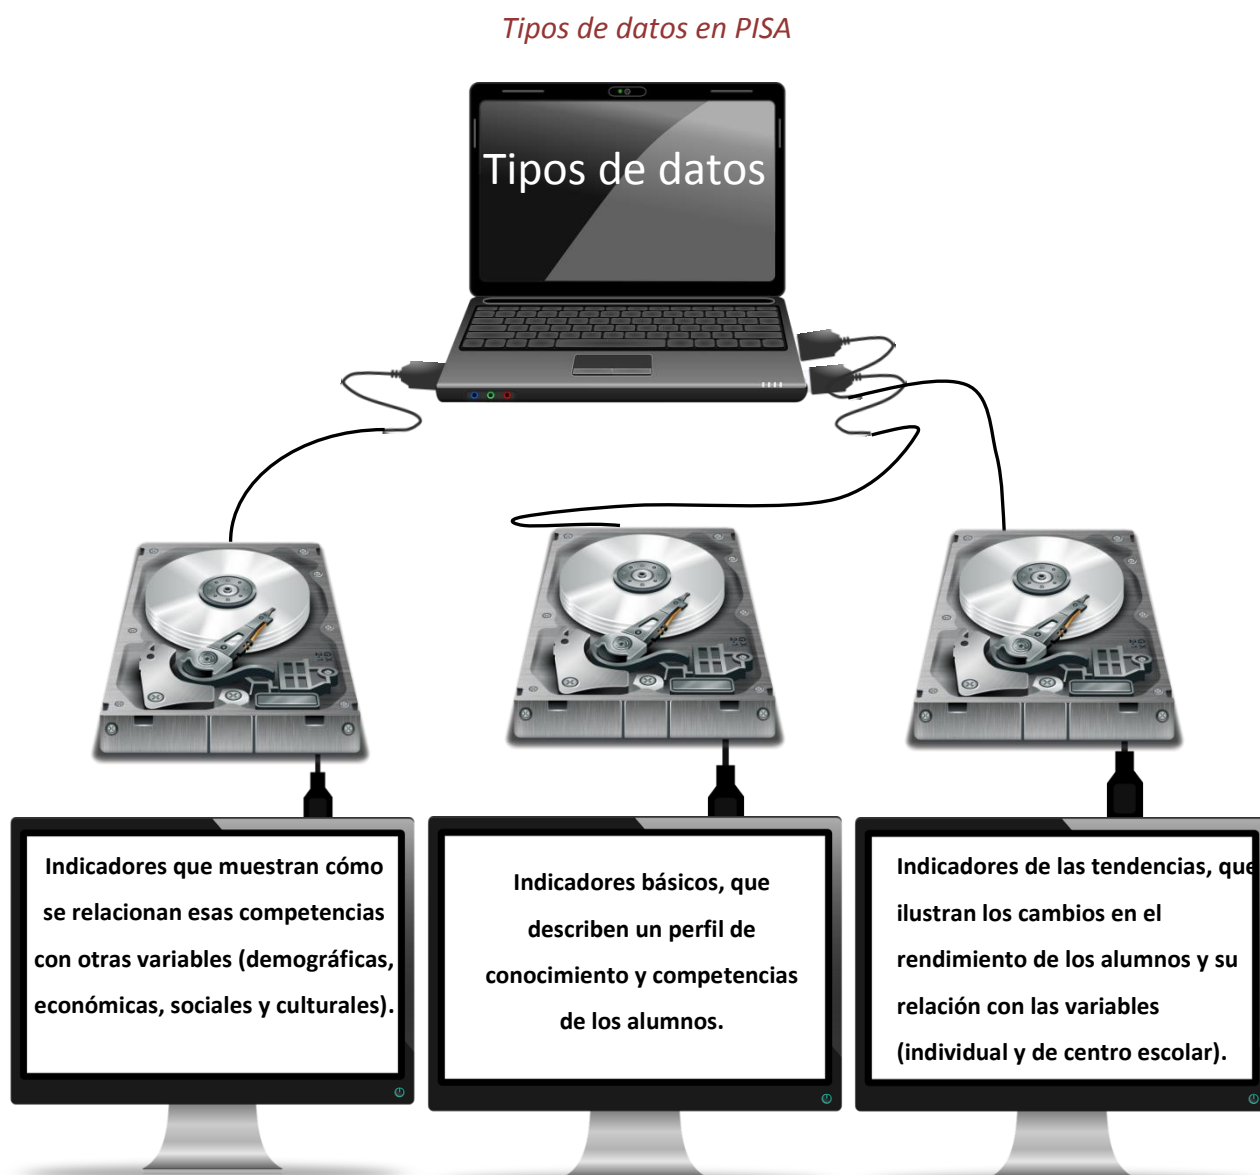 Tipos de datos en PISA
Tipos de datos
Indicadores que muestran cómo
se relacionan esas competencias
con otras variables (demográficas,
económicas, sociales y culturales).
Indicadores básicos, que
describen un perfil de
conocimiento y competencias
de los alumnos.
Indicadores de las tendencias, que
ilustran los cambios en el
rendimiento de los alumnos y su
relación con las variables
(individual y de centro escolar).